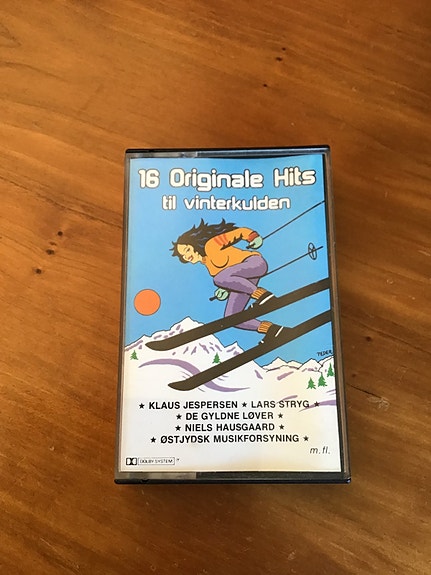 16 Originale Hits
til vinterkulden
TEDER
★ KLAUS JESPERSEN ★ LARS STRYG ★
★ DE GYLDNE LØVER ★
★ NIELS HAUSGAARD ★
★ ØSTJYDSK MUSIKFORSYNING ★
m.fl.
DOLBY SYSTEM